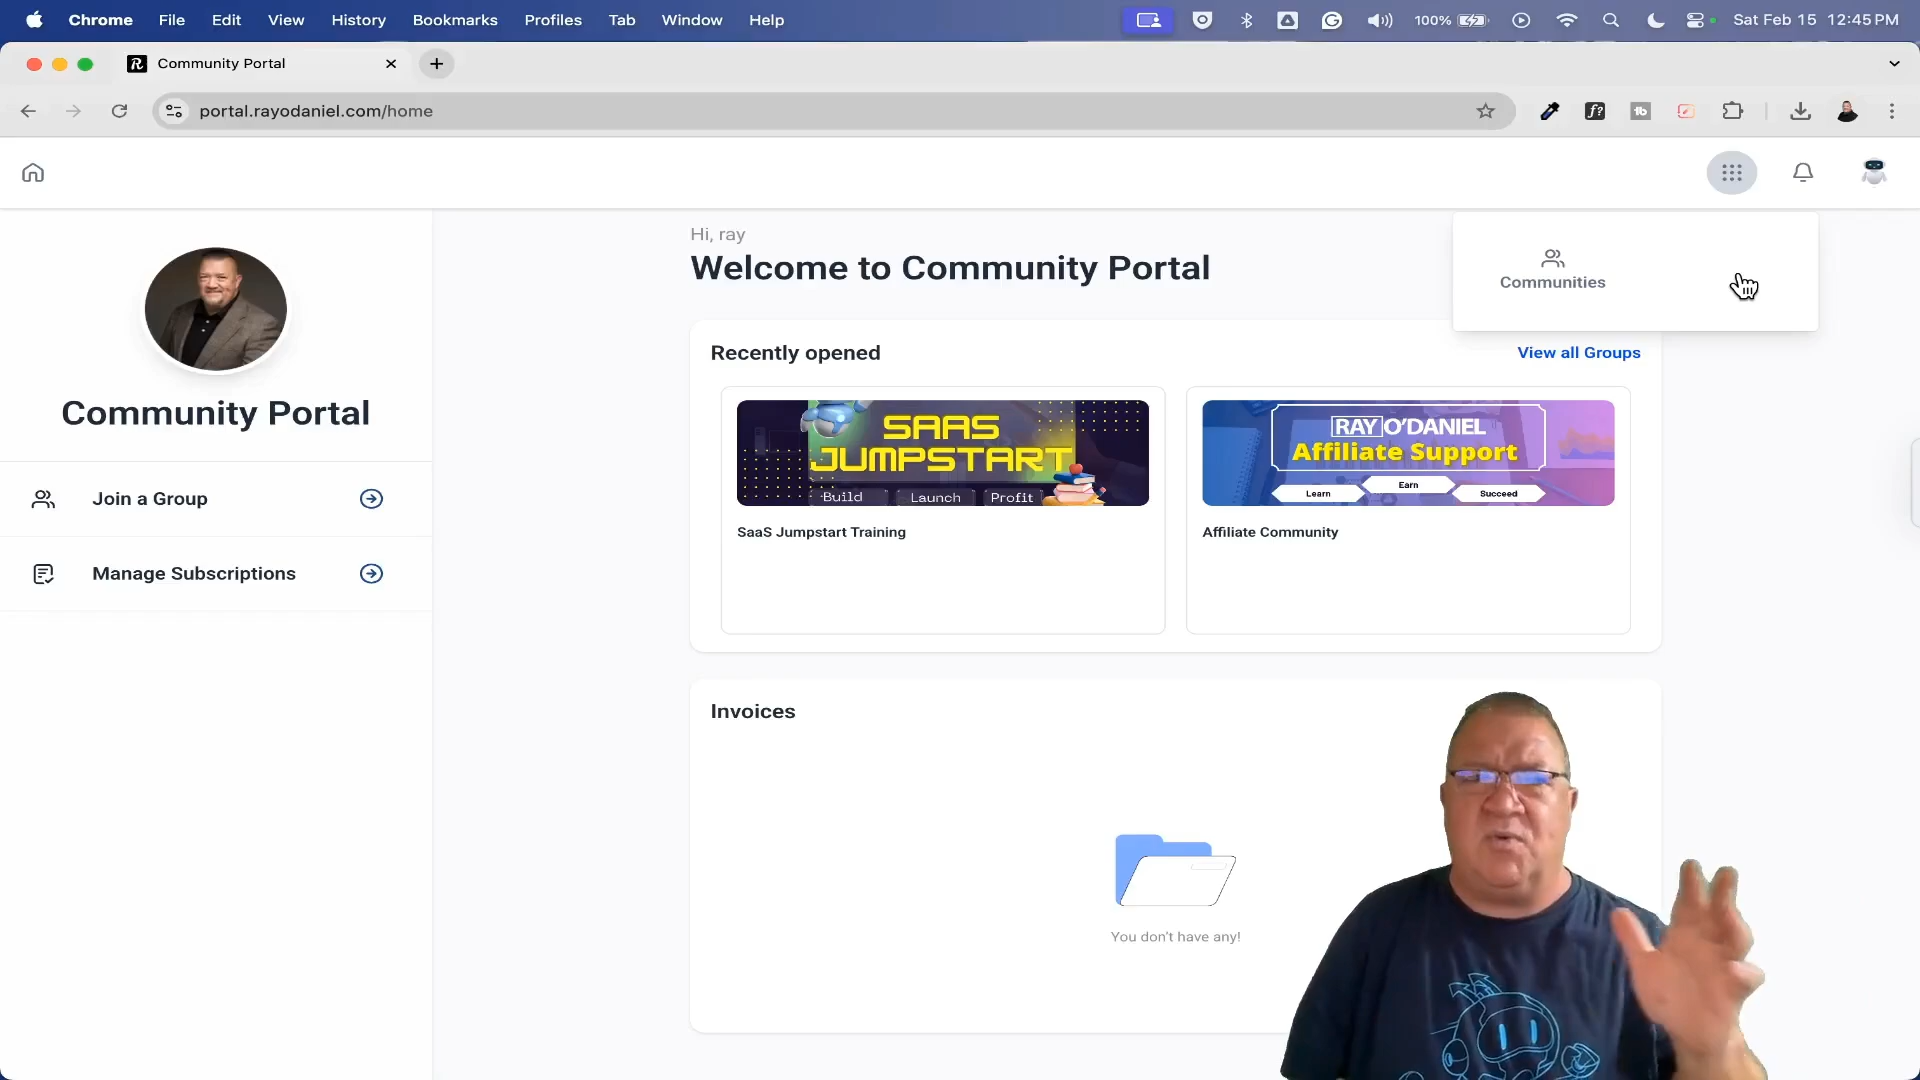 Chrome File Edit View History Bookmarks Profiles Tab Window Help 100% Sat Feb 15 12:45 PM
Community Portal
portal.rayodaniel.com/home
Communities
Community Portal
Join a Group
Manage Subscriptions
Hi, ray
Welcome to Community Portal
Recently opened
View all Groups
SAAS
JUMPSTART
Build Launch Profit
SaaS Jumpstart Training
RAY O'DANIEL
Affiliate Support
Learn Earn Succeed
Affiliate Community
Invoices
You don't have any!